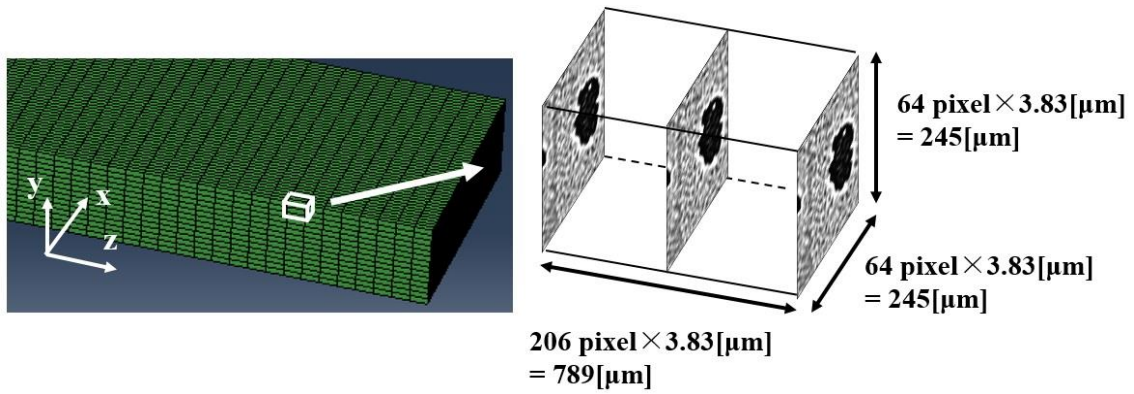 y
x
z
64 pixel×3.83[μm]
= 245[μm]
64 pixel×3.83[μm]
= 245[μm]
206 pixel×3.83[μm]
= 789[μm]